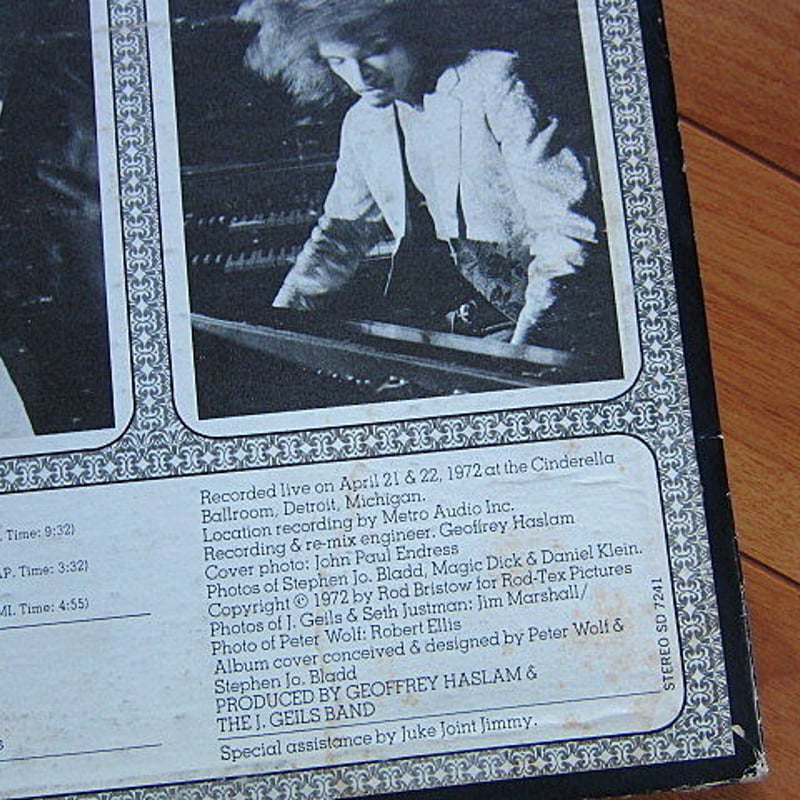 . Time: 9:32)
AP. Time: 3:32)
MI. Time: 4:55)
s
Recorded live on April 21 & 22, 1972 at the Cinderella
Ballroom, Detroit, Michigan.
Location recording by Metro Audio Inc.
Recording & re-mix engineer. Geoffrey Haslam
Cover photo: John Paul Endress
Photos of Stephen Jo. Bladd, Magic Dick & Daniel Klein.
Copyright © 1972 by Rod Bristow for Rod-Tex Pictures
Photos of J. Geils & Seth Justman: Jim Marshall/
Photo of Peter Wolf: Robert Ellis
Album cover conceived & designed by Peter Wolf &
Stephen Jo. Bladd
PRODUCED BY GEOFFREY HASLAM &
THE J. GEILS BAND
Special assistance by Juke Joint Jimmy.
STEREO SD 7241